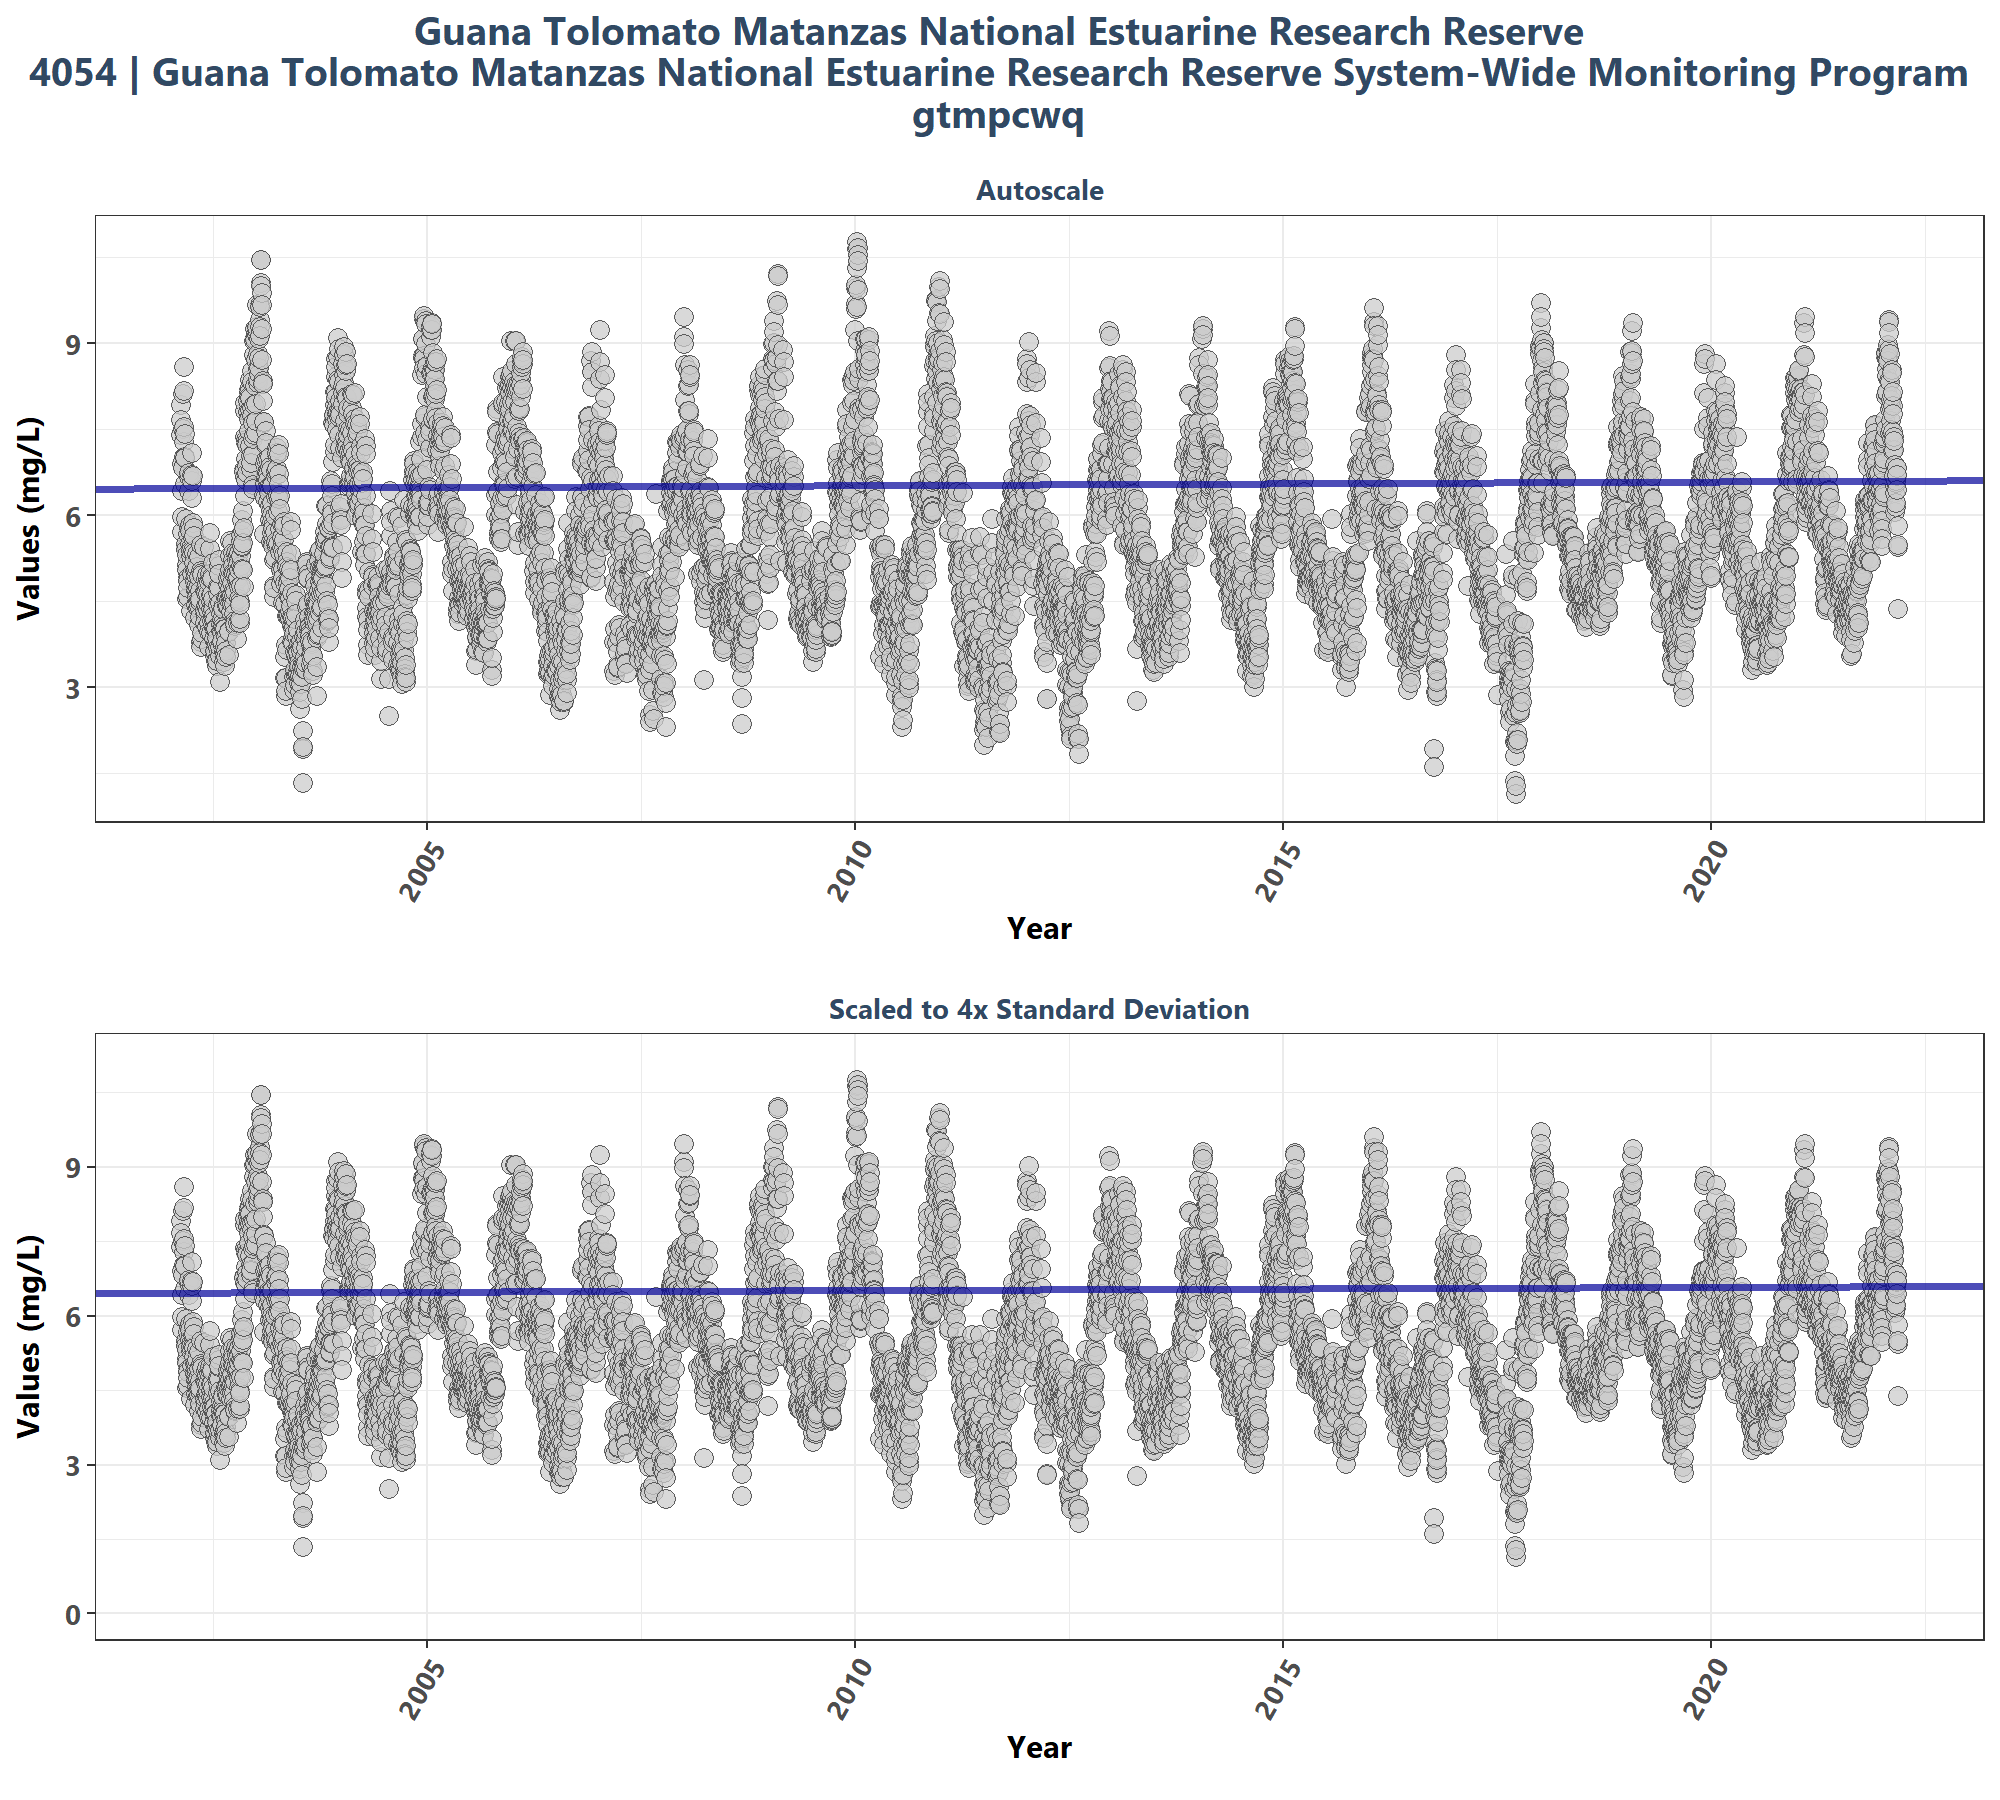 Guana Tolomato Matanzas National Estuarine Research Reserve
4054 | Guana Tolomato Matanzas National Estuarine Research Reserve System-Wide Monitoring Program
gtmpcwq
Autoscale
Values (mg/L)
9
6
3
2005
2010
2015
2020
Year
Scaled to 4x Standard Deviation
Values (mg/L)
9
6
3
0
2005
2010
2015
2020
Year